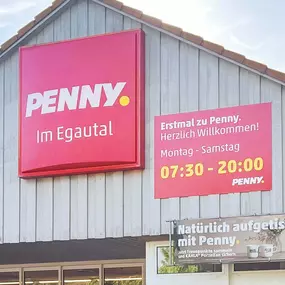 PENNY.
Im Egautal
Erstmal zu Penny.
Herzlich Willkommen!
Montag - Samstag
07:30 - 20:00
PENNY.
Natürlich aufgetis
mit Penny.
PENNY.